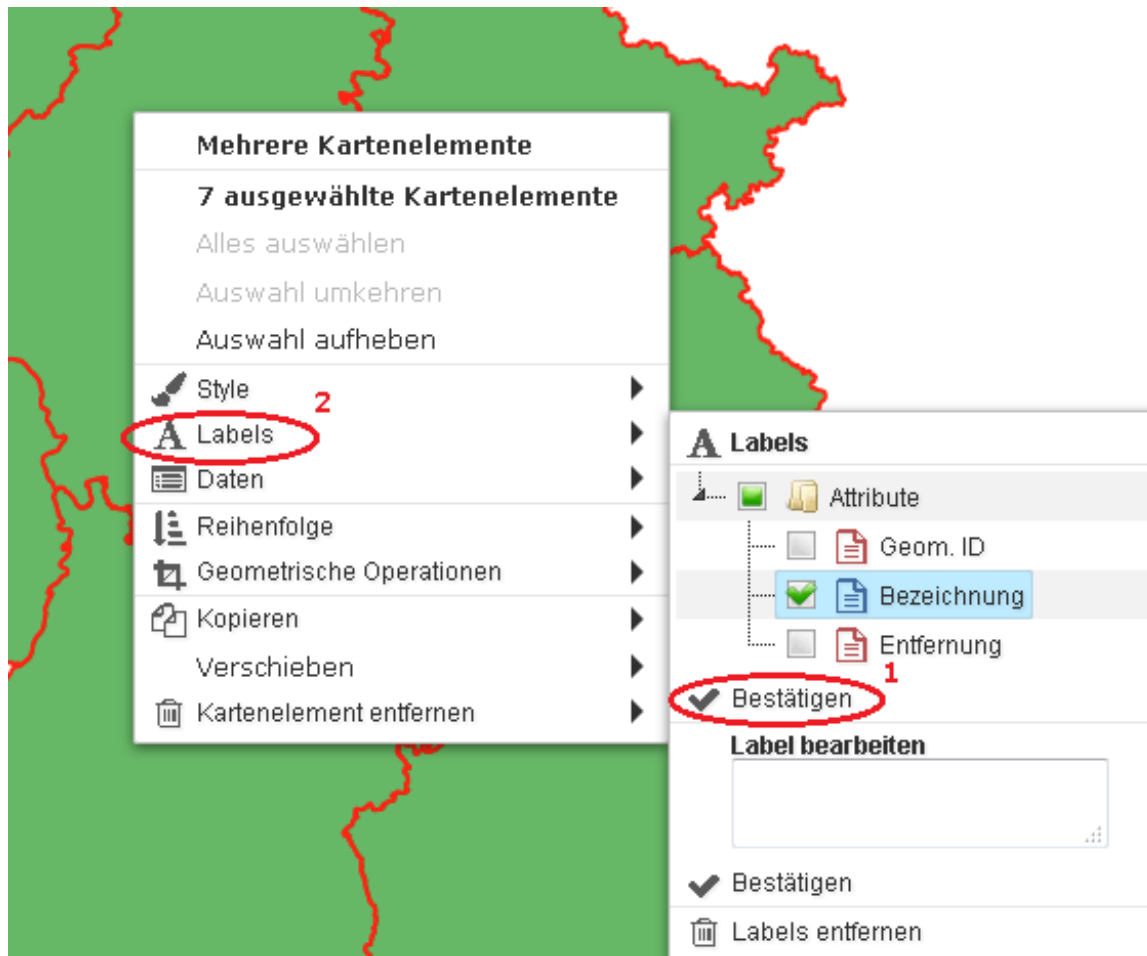 Mehrere Kartenelemente
7 ausgewählte Kartenelemente
Alles auswählen
Auswahl umkehren
Auswahl aufheben
Style
2
Labels
Daten
Reihenfolge
Geometrische Operationen
Kopieren
Verschieben
Kartenelement entfernen
Labels
Attribute
Geom. ID
Bezeichnung
Entfernung
1
Bestätigen
Label bearbeiten
Bestätigen
Labels entfernen